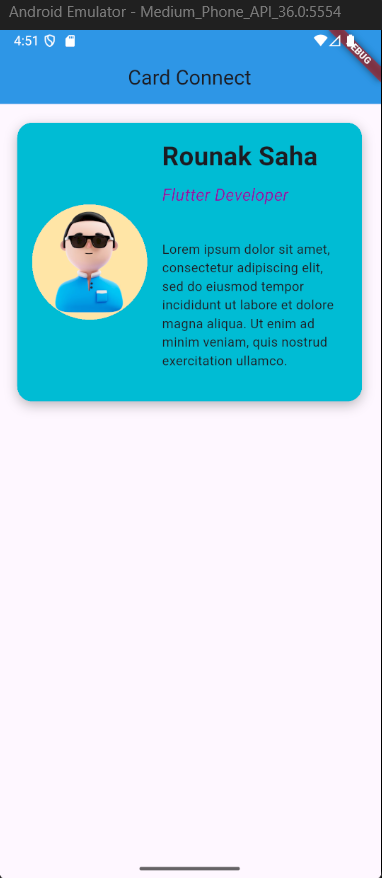 Android Emulator - Medium_Phone_API_36.0:5554
4:51
DEBUG
Card Connect
Rounak Saha
Flutter Developer
Lorem ipsum dolor sit amet,
consectetur adipiscing elit,
sed do eiusmod tempor
incididunt ut labore et dolore
magna aliqua. Ut enim ad
minim veniam, quis nostrud
exercitation ullamco.